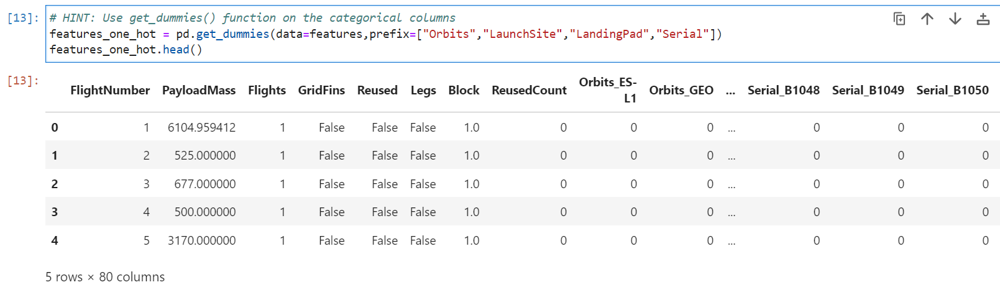 [13]: # HINT: Use get_dummies() function on the categorical columns
features_one_hot = pd.get_dummies(data=features,prefix=["Orbits","LaunchSite","LandingPad","Serial"])
features_one_hot.head()
[13]:
FlightNumber PayloadMass Flights GridFins Reused Legs Block ReusedCount Orbits_ES-L1 Orbits_GEO ... Serial_B1048 Serial_B1049 Serial_B1050
0 1 6104.959412 1 False False False 1.0 0 0 0 ... 0 0 0
1 2 525.000000 1 False False False 1.0 0 0 0 ... 0 0 0
2 3 677.000000 1 False False False 1.0 0 0 0 ... 0 0 0
3 4 500.000000 1 False False False 1.0 0 0 0 ... 0 0 0
4 5 3170.000000 1 False False False 1.0 0 0 0 ... 0 0 0
5 rows × 80 columns